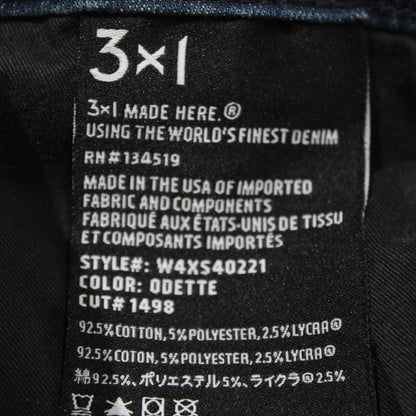 3×1
3×1 MADE HERE.®
USING THE WORLD'S FINEST DENIM
RN#134519
MADE IN THE USA OF IMPORTED
FABRIC AND COMPONENTS
FABRIQUÉ AUX ÉTATS-UNIS DE TISSU
ET COMPOSANTS IMPORTÉS
STYLE#: W4XS40221
COLOR: ODETTE
CUT# 1498
92.5% COTTON, 5% POLYESTER, 2.5% LYCRA®
92.5% COTTON, 5% POLYESTER, 2.5% LYCRA®
綿92.5%、ポリエステル5%、ライクラ®2.5%